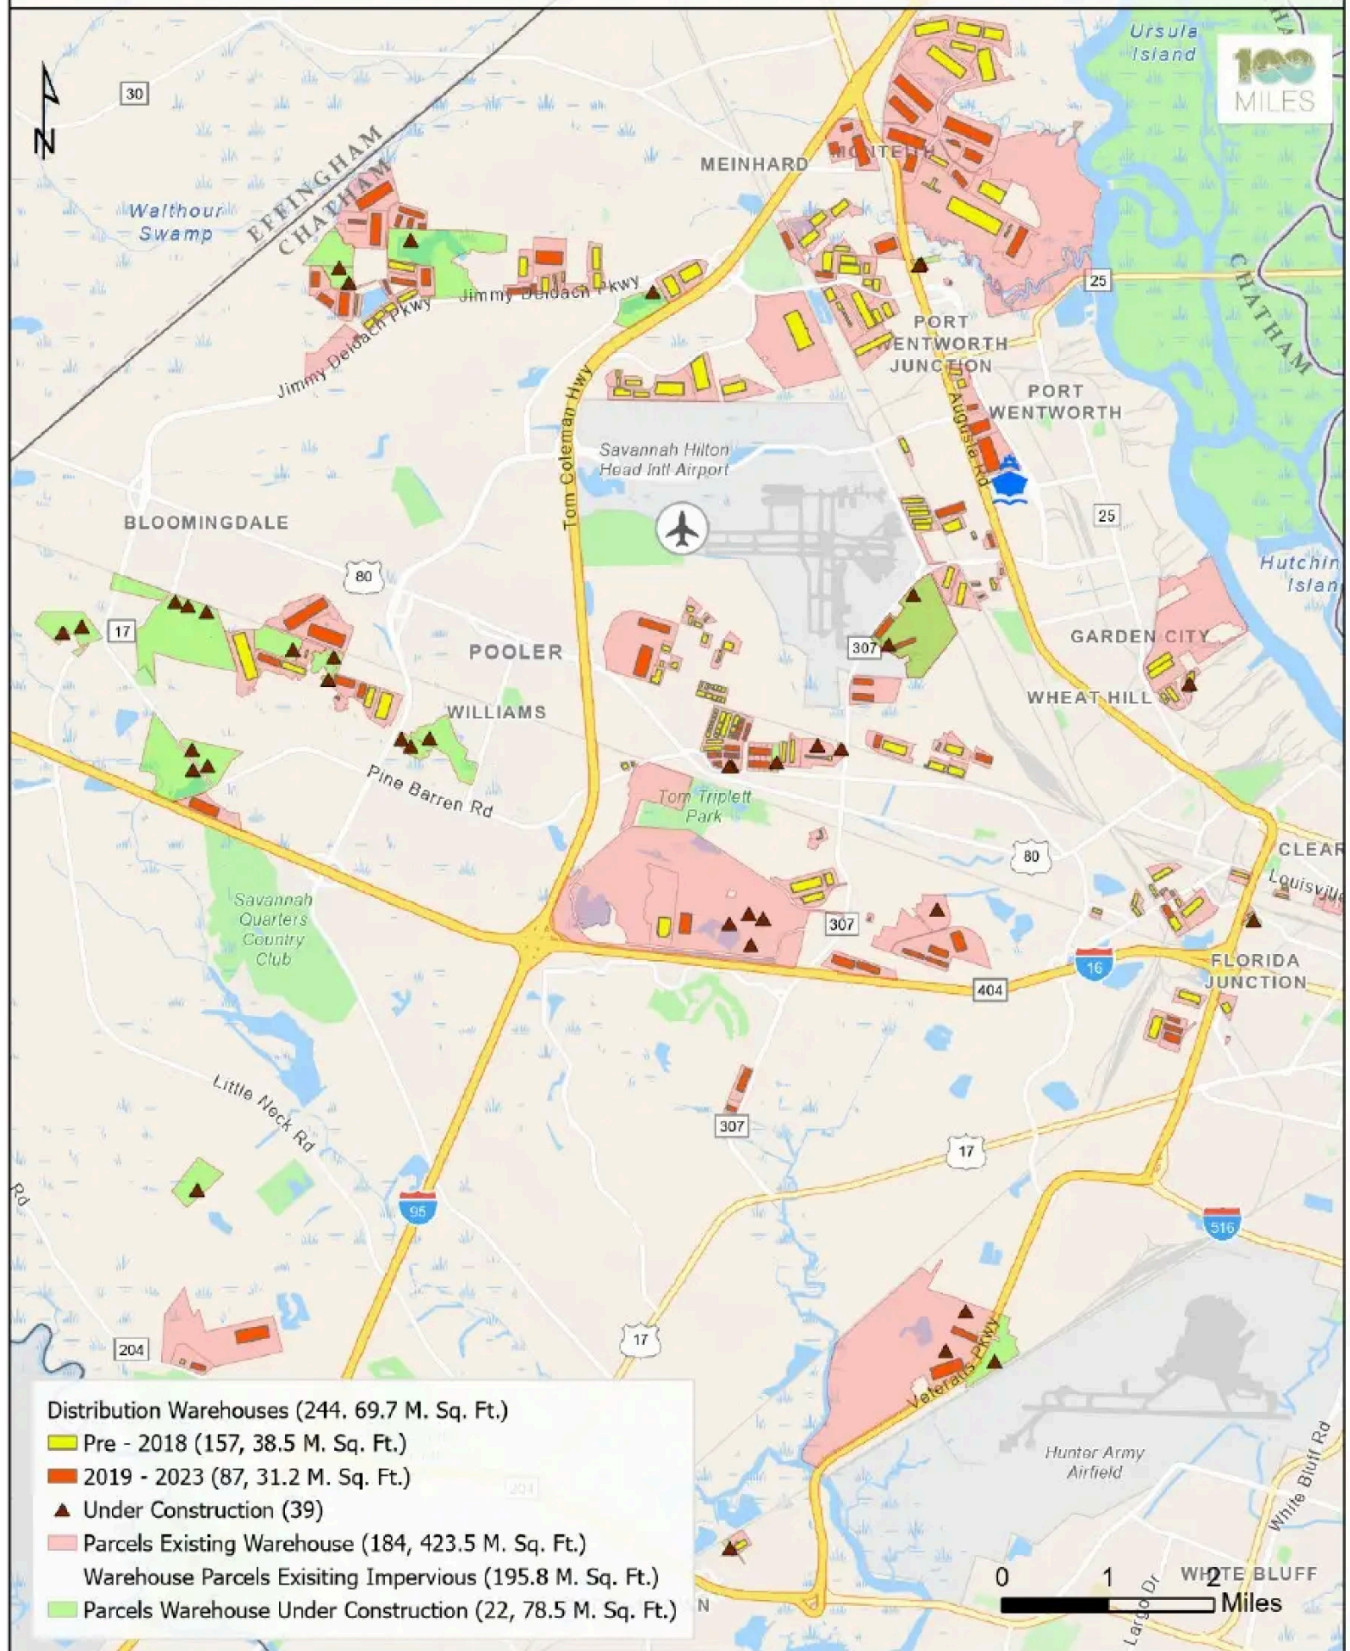 Ursula
Island
100
MILES
CHATHAM
30
N
EFFINGHAM
CHATHAM
Walthour
Swamp
MEINHARD
MONTEITH
Jimmy Deloach Pkwy
Jimmy Deloach Pkwy
25
PORT
WENTWORTH
JUNCTION
PORT
WENTWORTH
Augusta Rd
Tom Coleman Hwy
Savannah Hilton
Head Intl Airport
25
BLOOMINGDALE
80
Hutchin
Islan
17
POOLER
307
GARDEN CITY
WHEAT HILL
WILLIAMS
Pine Barren Rd
Tom Triplett
Park
80
CLEAR
Louisville
Savannah
Quarters
Country
Club
307
16
404
FLORIDA
JUNCTION
Little Neck Rd
307
17
Rd
95
516
17
204
Veterans Pkwy
Hunter Army
Airfield
White Bluff Rd
Distribution Warehouses (244. 69.7 M. Sq. Ft.)
Pre - 2018 (157, 38.5 M. Sq. Ft.)
2019 - 2023 (87, 31.2 M. Sq. Ft.)
204
Under Construction (39)
Parcels Existing Warehouse (184, 423.5 M. Sq. Ft.)
Warehouse Parcels Exisiting Impervious (195.8 M. Sq. Ft.)
Parcels Warehouse Under Construction (22, 78.5 M. Sq. Ft.)
0 1 2
Miles
WHITE BLUFF
Largo Dr